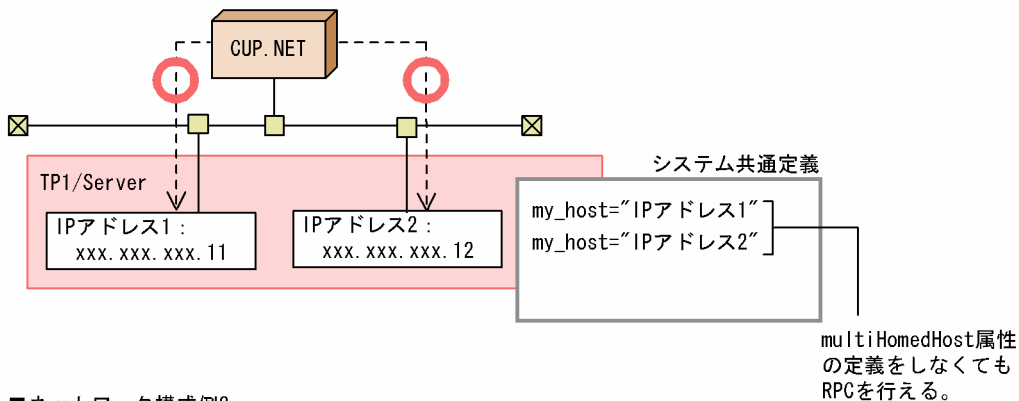 CUP.NET
システム共通定義
TP1/Server
IPアドレス1：
xxx.xxx.xxx.11
IPアドレス2：
xxx.xxx.xxx.12
my_host="IPアドレス1"
my_host="IPアドレス2"
multiHomedHost属性
の定義をしなくても
RPCを行える。